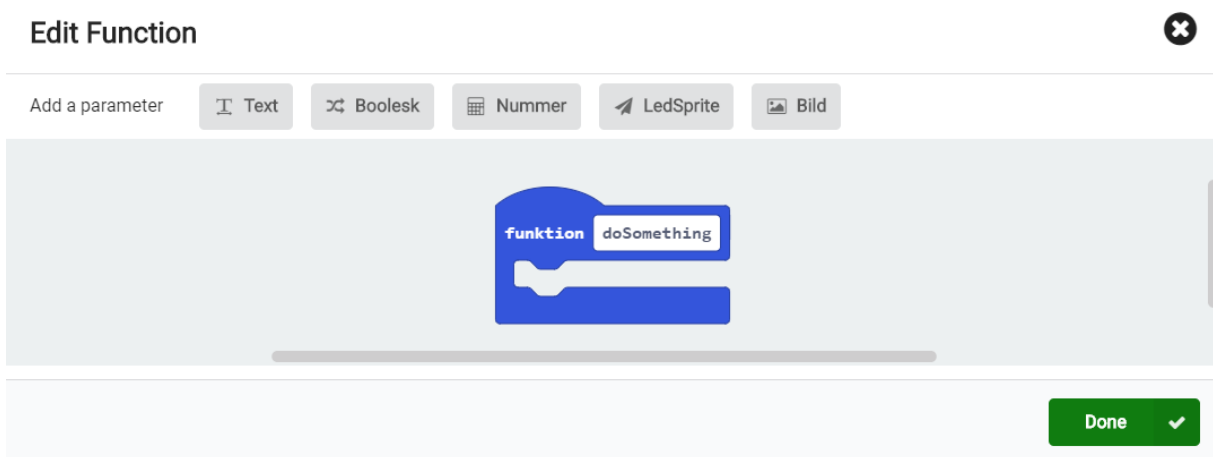 Edit Function
Add a parameter Text Boolesk Nummer LedSprite Bild
funktion doSomething
Done